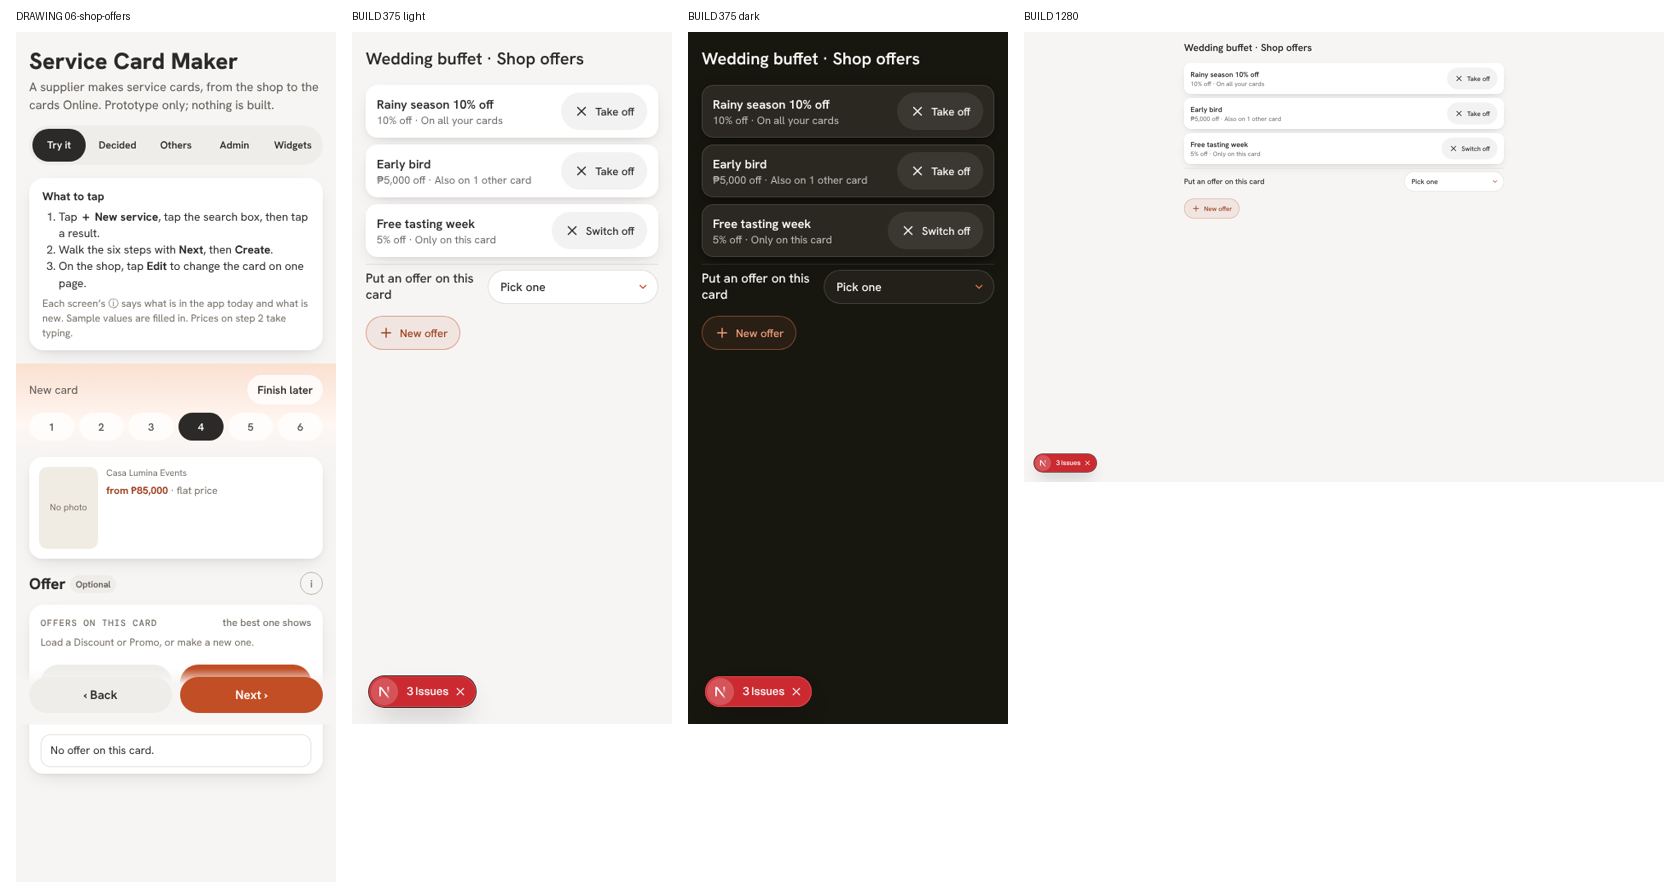 DRAWING 06-shop-offers
Service Card Maker
A supplier makes service cards, from the shop to the
cards Online. Prototype only; nothing is built.
Try it
Decided
Others
Admin
Widgets
What to tap
1. Tap + New service, tap the search box, then tap
a result.
2. Walk the six steps with Next, then Create.
3. On the shop, tap Edit to change the card on one
page.
Each screen's ⓘ says what is in the app today and what is
new. Sample values are filled in. Prices on step 2 take
typing.
New card
Finish later
1
2
3
4
5
6
No photo
Casa Lumina Events
from ₱85,000 · flat price
Offer
Optional
i
OFFERS ON THIS CARD
the best one shows
Load a Discount or Promo, or make a new one.
‹ Back
Next ›
No offer on this card.
BUILD 375 light
Wedding buffet · Shop offers
Rainy season 10% off
10% off · On all your cards
× Take off
Early bird
₱5,000 off · Also on 1 other card
× Take off
Free tasting week
5% off · Only on this card
× Switch off
Put an offer on this
card
Pick one
+ New offer
N 3 Issues ×
BUILD 375 dark
Wedding buffet · Shop offers
Rainy season 10% off
10% off · On all your cards
× Take off
Early bird
₱5,000 off · Also on 1 other card
× Take off
Free tasting week
5% off · Only on this card
× Switch off
Put an offer on this
card
Pick one
+ New offer
N 3 Issues ×
BUILD 1280
Wedding buffet · Shop offers
Rainy season 10% off
10% off · On all your cards
× Take off
Early bird
₱5,000 off · Also on 1 other card
× Take off
Free tasting week
5% off · Only on this card
× Switch off
Put an offer on this card
Pick one
+ New offer
N 3 Issues ×